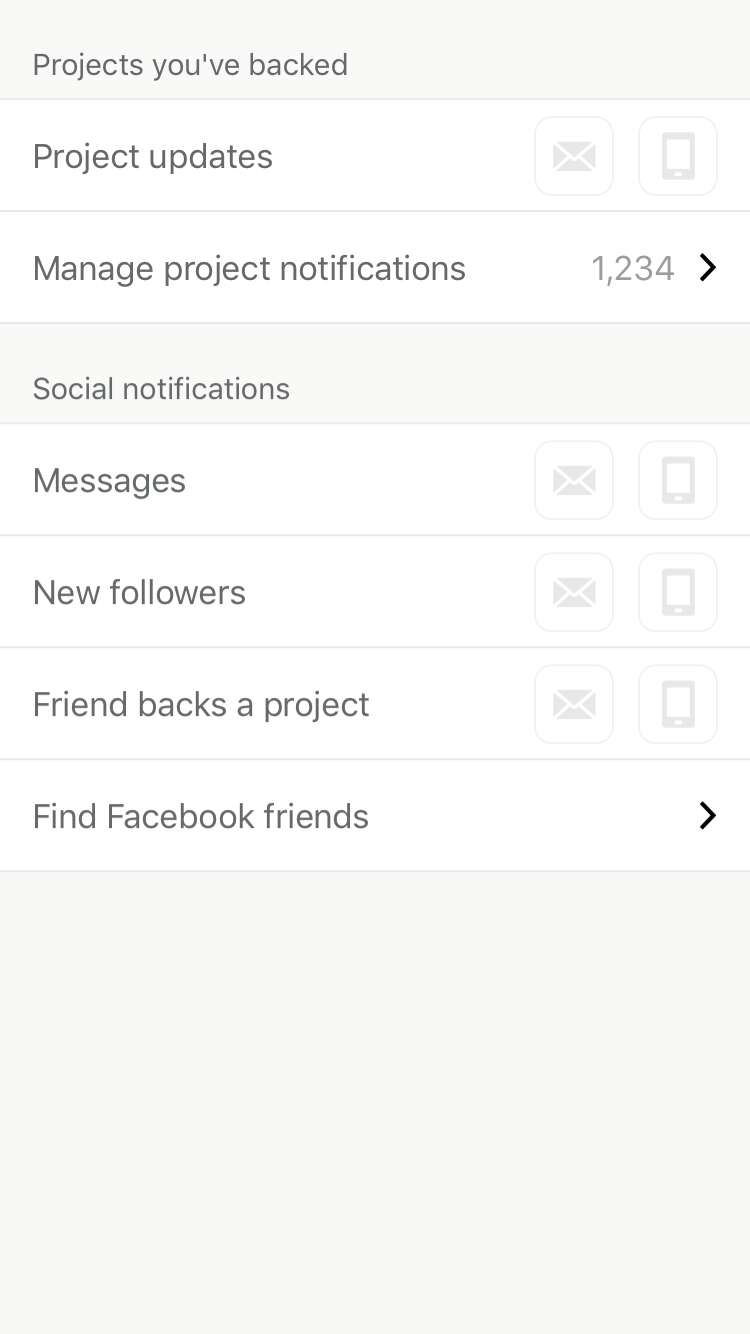 Projects you've backed
Project updates
Manage project notifications 1,234
Social notifications
Messages
New followers
Friend backs a project
Find Facebook friends